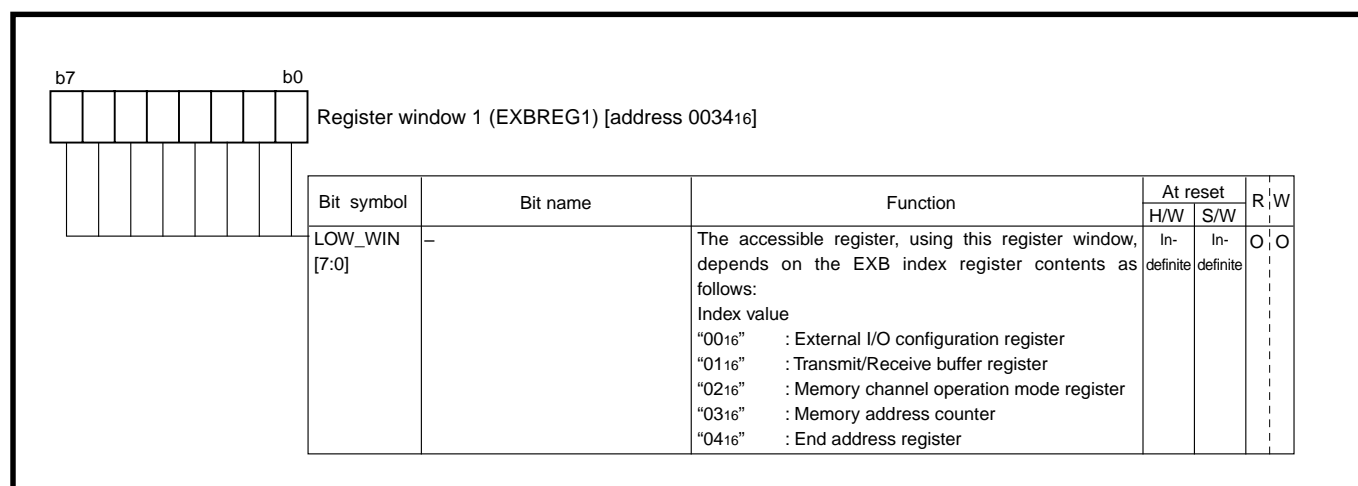 b7 b0
Register window 1 (EXBREG1) [address 003416]
Bit symbol Bit name Function At reset R W
H/W S/W
LOW_WIN – The accessible register, using this register window, In- In- O O
[7:0] depends on the EXB index register contents as definite definite
follows:
Index value
“0016” : External I/O configuration register
“0116” : Transmit/Receive buffer register
“0216” : Memory channel operation mode register
“0316” : Memory address counter
“0416” : End address register